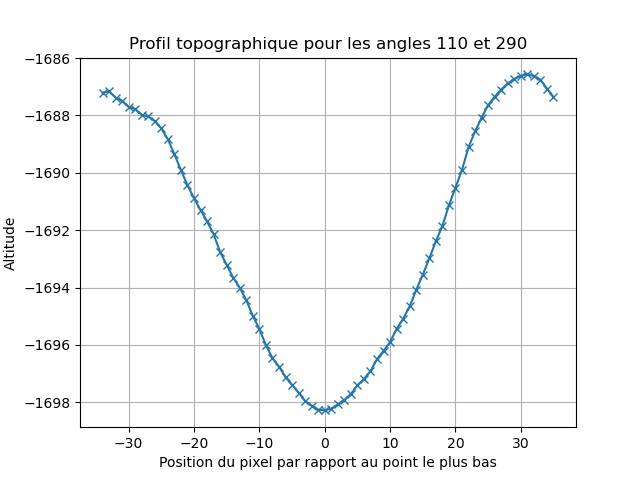 Profil topographique pour les angles 110 et 290
Altitude
−1686
−1688
−1690
−1692
−1694
−1696
−1698
−30 −20 −10 0 10 20 30
Position du pixel par rapport au point le plus bas